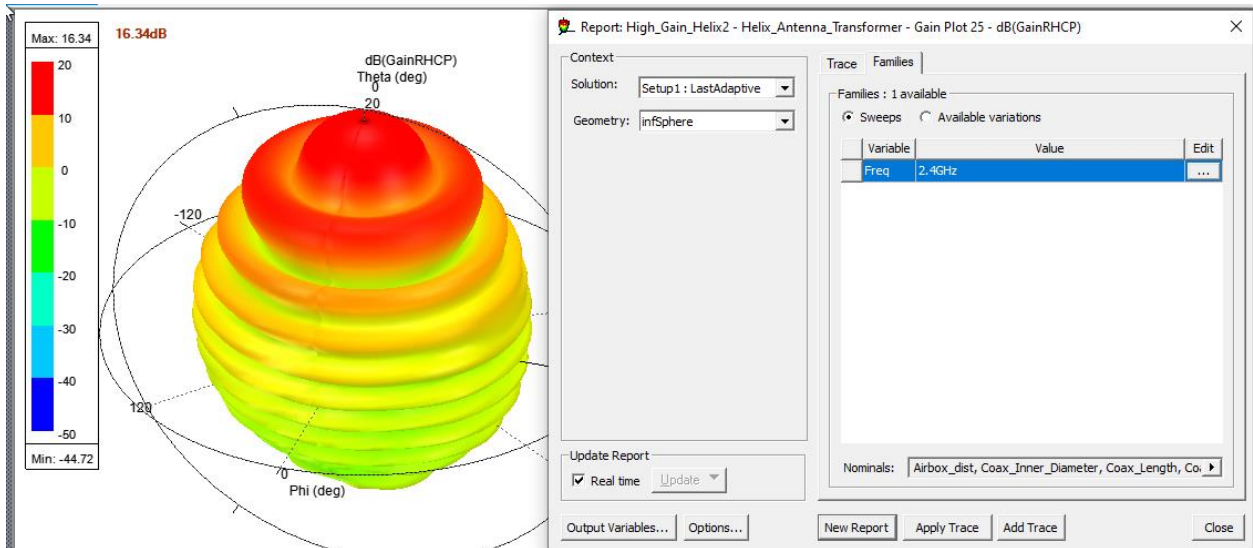 Max: 16.34
20
10
0
-10
-20
-30
-40
-50
Min: -44.72
16.34dB
dB(GainRHCP)
Theta (deg)
0
20
-120
120
0
Phi (deg)
Report: High_Gain_Helix2 - Helix_Antenna_Transformer - Gain Plot 25 - dB(GainRHCP)
Context
Solution: Setup1 : LastAdaptive
Geometry: infSphere
Update Report
Real time Update
Output Variables... Options...
Trace Families
Families : 1 available
Sweeps Available variations
Variable Value Edit
Freq 2.4GHz ...
Nominals: Airbox_dist, Coax_Inner_Diameter, Coax_Length, Co
New Report Apply Trace Add Trace Close